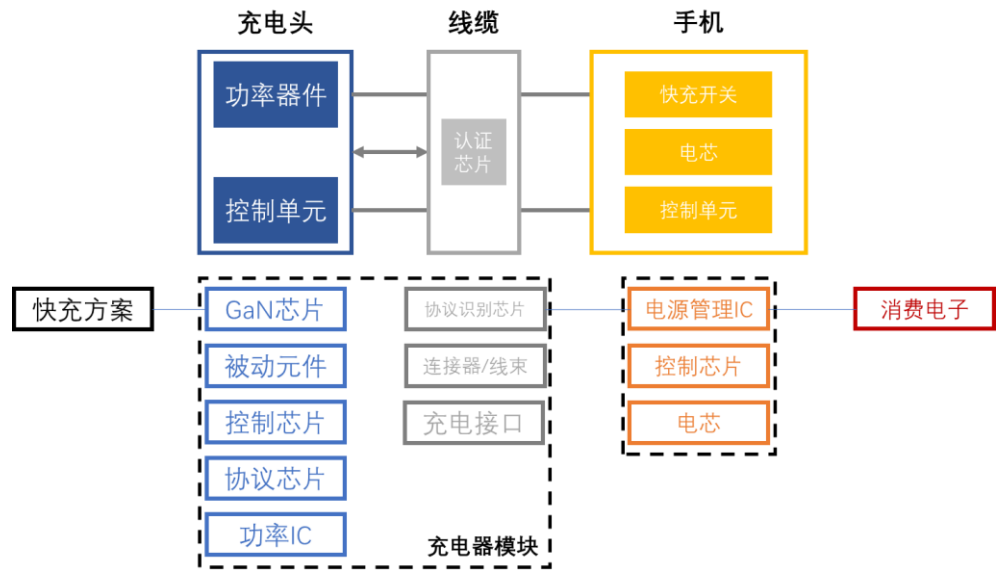 充电头
线缆
手机
功率器件
认证
芯片
控制单元
快充开关
电芯
控制单元
快充方案
GaN芯片
被动元件
控制芯片
协议芯片
功率IC
协议识别芯片
连接器/线束
充电接口
充电器模块
电源管理IC
控制芯片
电芯
消费电子